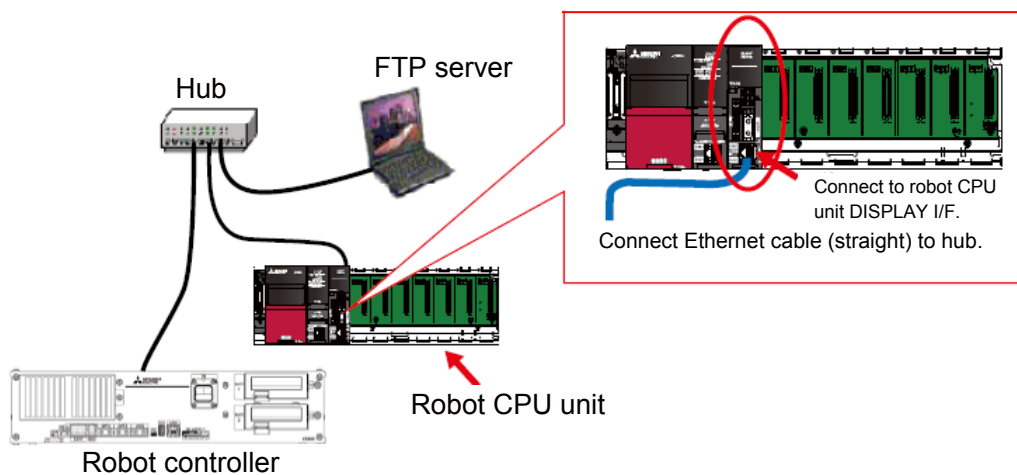 Hub
FTP server
Connect to robot CPU
unit DISPLAY I/F.
Connect Ethernet cable (straight) to hub.
Robot CPU unit
Robot controller